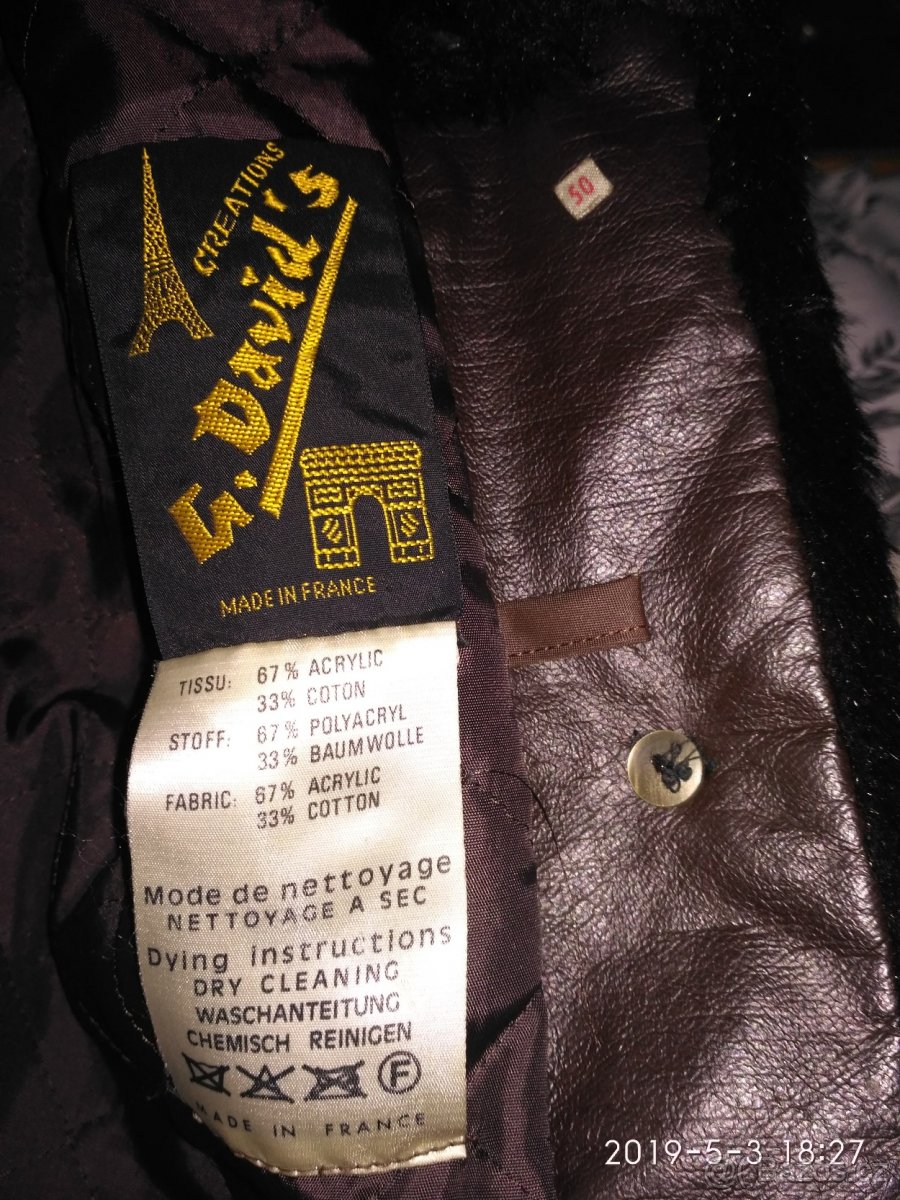 CREATIONS
G. David's
MADE IN FRANCE
50
TISSU: 67% ACRYLIC
33% COTON
STOFF: 67% POLYACRYL
33% BAUMWOLLE
FABRIC: 67% ACRYLIC
33% COTTON
Mode de nettoyage
NETTOYAGE A SEC
Dying instructions
DRY CLEANING
WASCHANTEITUNG
CHEMISCH REINIGEN
F
MADE IN FRANCE
2019-5-3 18:27